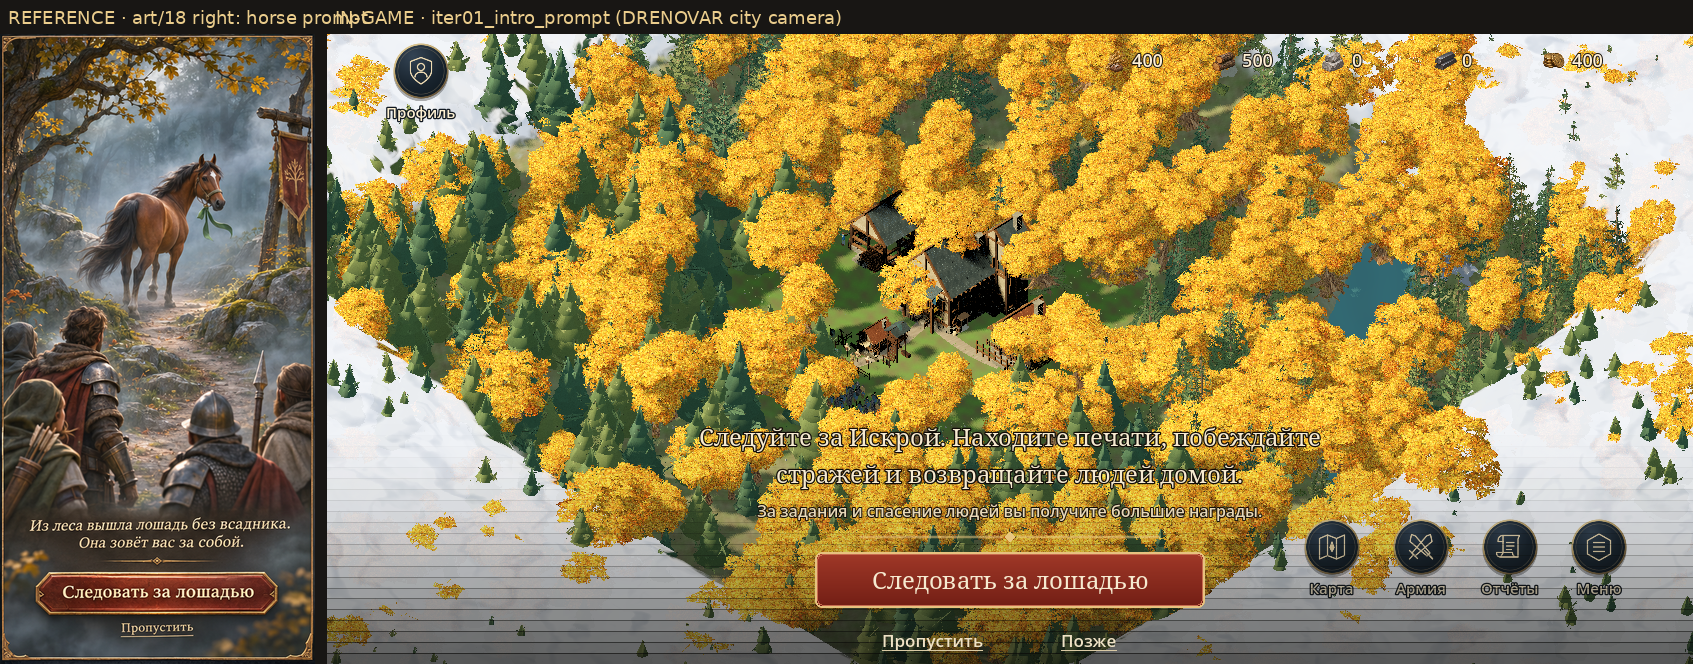 REFERENCE · art/18 right: horse prompt
IN-GAME · iter01_intro_prompt (DRENOVAR city camera)
Из леса вышла лошадь без всадника.
Она зовёт вас за собой.
Следовать за лошадью
Пропустить
Профиль
400
500
0
0
400
Следуйте за Искрой. Находите печати, побеждайте
стражей и возвращайте людей домой.
За задания и спасение людей вы получите большие награды.
Следовать за лошадью
Пропустить
Позже
Карта
Армия
Отчёты
Меню